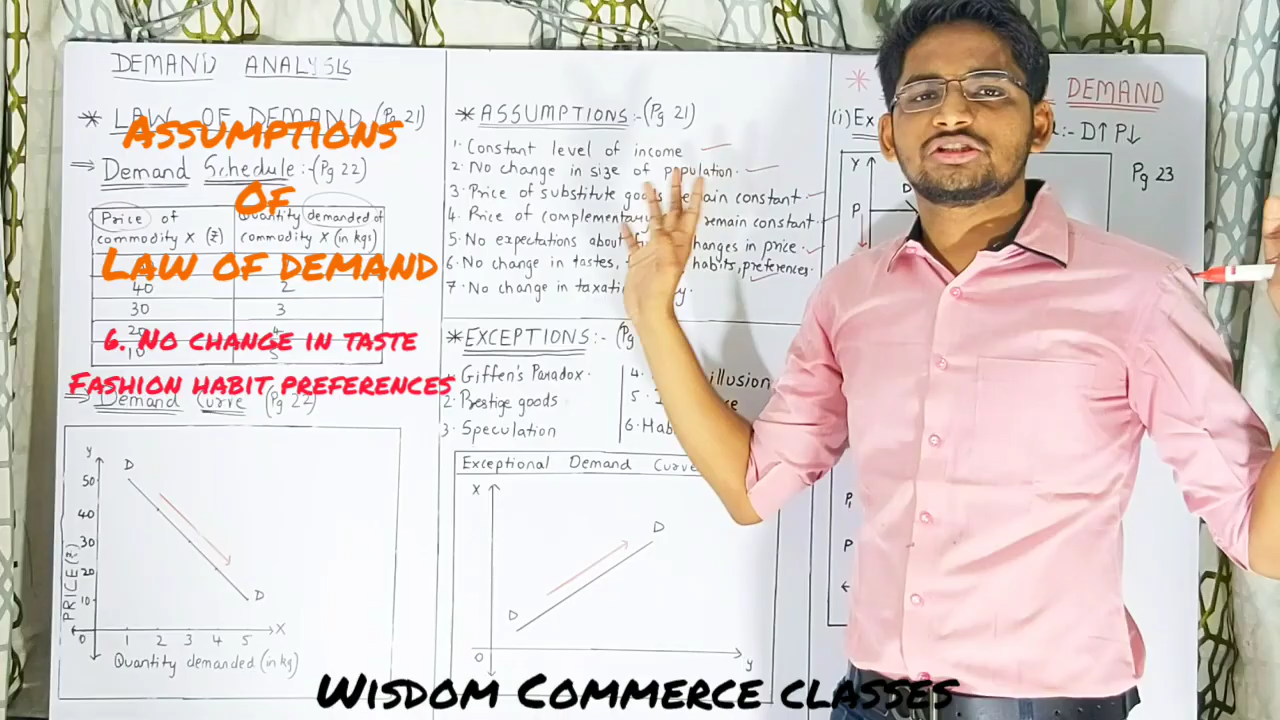 DEMAND ANALYSIS
* LAW OF DEMAND (Pg 21)
⇒ Demand Schedule:-(Pg 22)
Price of
commodity X (₹)
Quantity demanded of
commodity X (in kgs)
40 2
30 3
20 4
10 5
⇒ Demand Curve (Pg 22)
y
D
50
40
30
20
10
0
D
1 2 3 4 5 X
PRICE (₹)
Quantity demanded (in kg)
Assumptions
Of
Law of demand
6. No change in taste
Fashion habit preferences
* ASSUMPTIONS:-(Pg 21)
1. Constant level of income
2. No change in size of population.
3. Price of substitute goods remain constant
4. Price of complementary remain constant
5. No expectations about changes in price.
6. No change in tastes, habits, preferences.
7. No change in taxation
* EXCEPTIONS:-
Giffen's Paradox.
2. Prestige goods
3. Speculation
4. illusion
5.
6.
Exceptional Demand Curve
X
D
D
0
y
* DEMAND
(i) :- D↑ P↓
Pg 23
Y
P
D
P₁
P
Wisdom Commerce classes